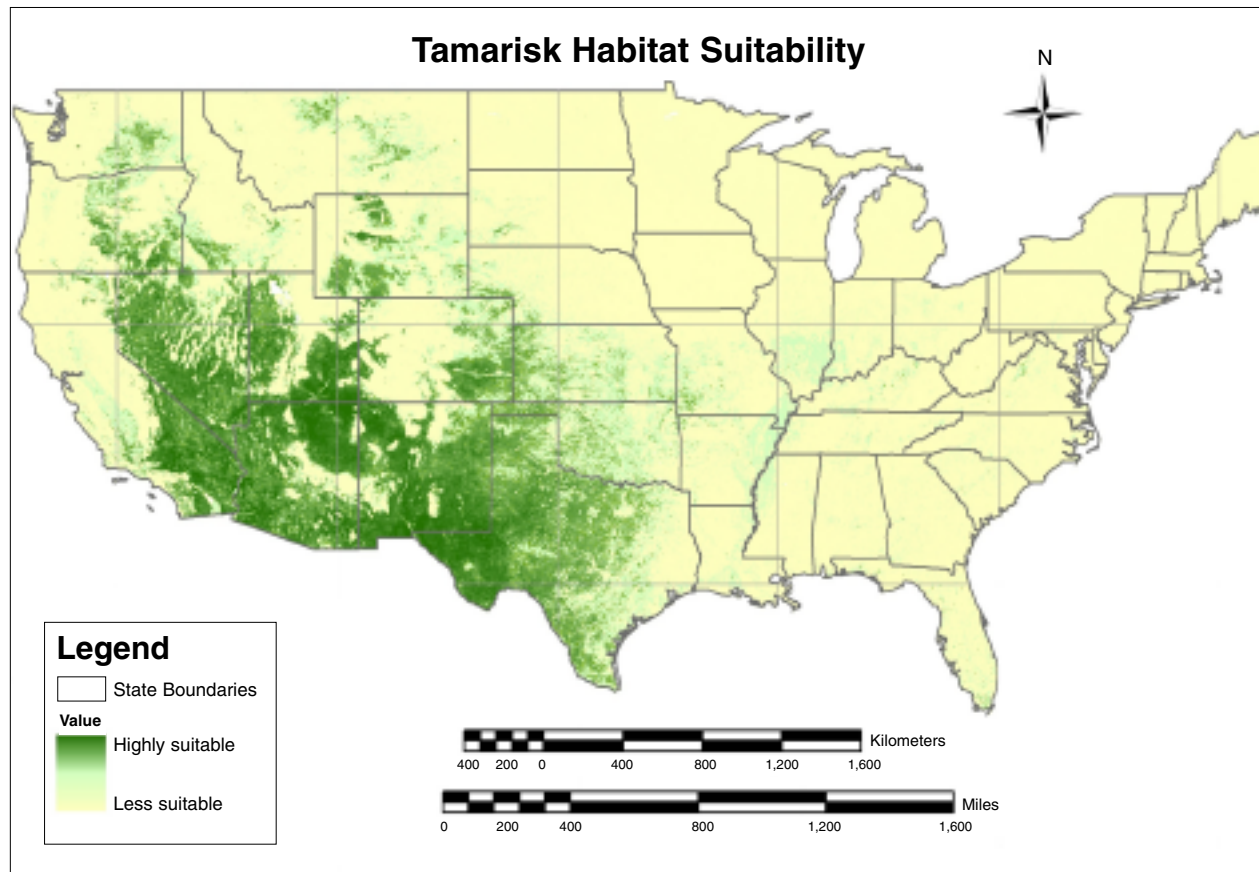 Tamarisk Habitat Suitability
N
Legend
State Boundaries
Value
Highly suitable
Less suitable
Kilometers
400 200 0 400 800 1,200 1,600
Miles
0 200 400 800 1,200 1,600